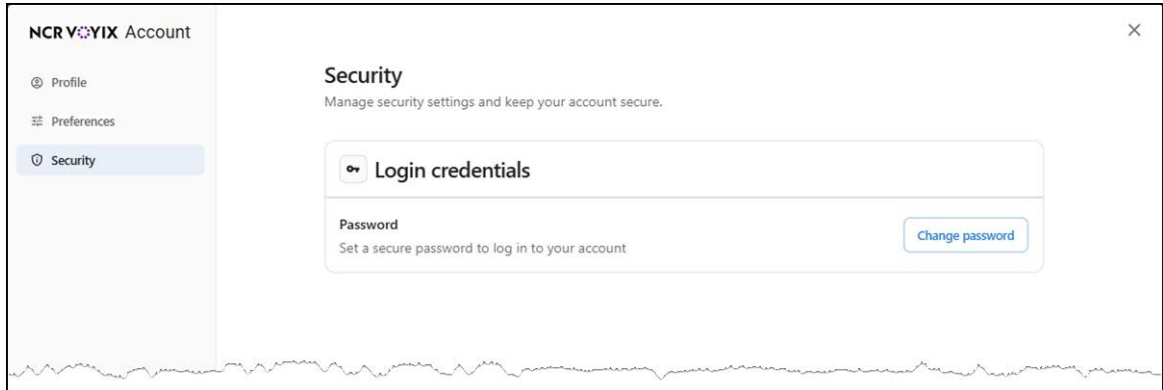 NCR VOYIX Account
Profile
Preferences
Security
Security
Manage security settings and keep your account secure.
Login credentials
Password
Set a secure password to log in to your account
Change password